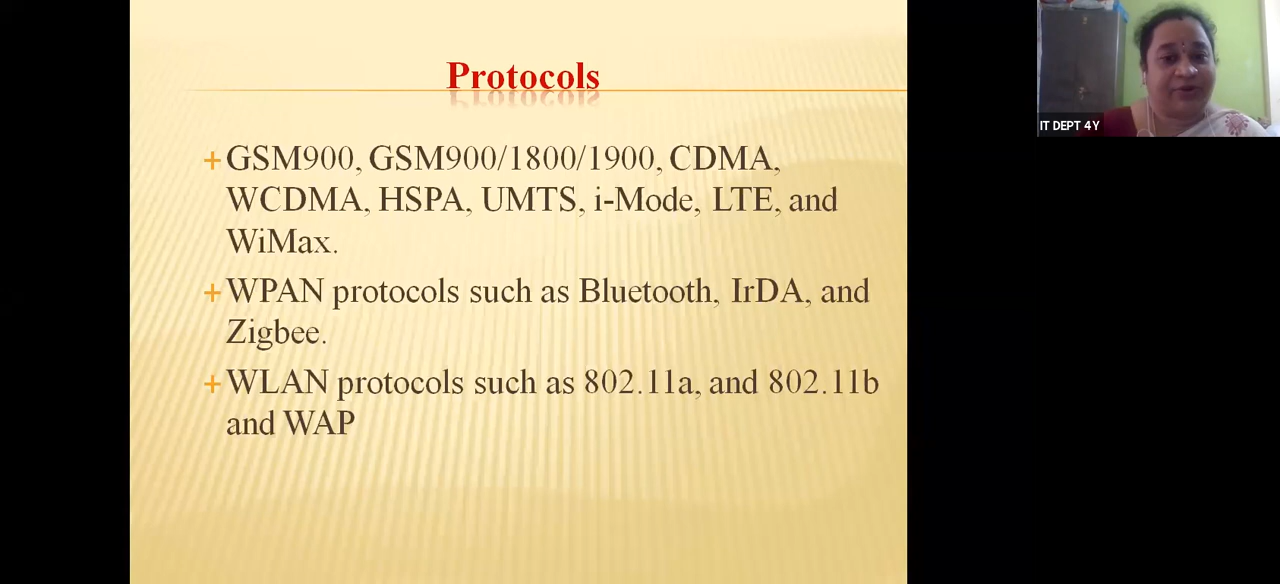 Protocols
GSM900, GSM900/1800/1900, CDMA,
WCDMA, HSPA, UMTS, i-Mode, LTE, and
WiMax.
WPAN protocols such as Bluetooth, IrDA, and
Zigbee.
WLAN protocols such as 802.11a, and 802.11b
and WAP
IT DEPT 4Y